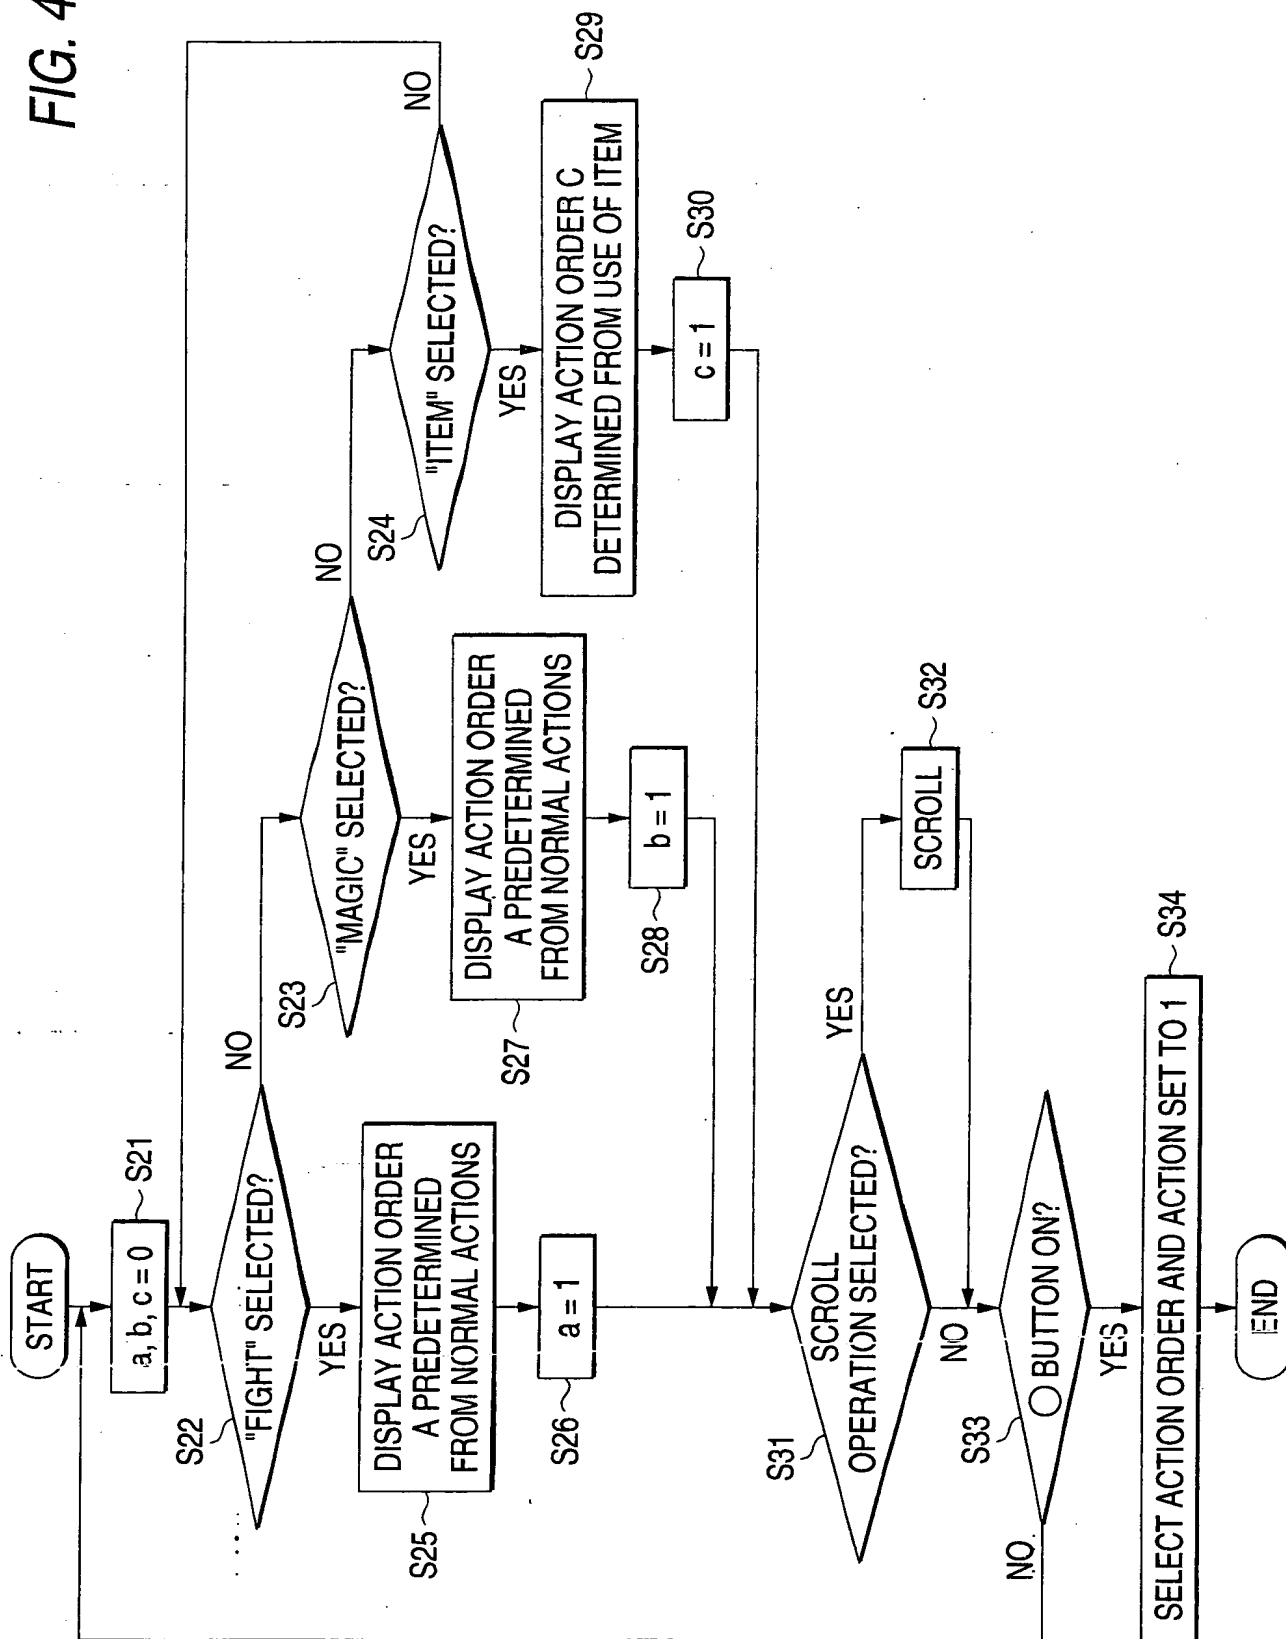 FIG. 4
START
a, b, c = 0
S21
"FIGHT" SELECTED?
S22
NO
YES
"MAGIC" SELECTED?
S23
NO
YES
"ITEM" SELECTED?
S24
NO
YES
DISPLAY ACTION ORDER
A PREDETERMINED
FROM NORMAL ACTIONS
S25
a = 1
S26
DISPLAY ACTION ORDER
A PREDETERMINED
FROM NORMAL ACTIONS
S27
b = 1
S28
DISPLAY ACTION ORDER C
DETERMINED FROM USE OF ITEM
S29
c = 1
S30
SCROLL
OPERATION SELECTED?
S31
YES
NO
SCROLL
S32
○ BUTTON ON?
S33
NO
YES
SELECT ACTION ORDER AND ACTION SET TO 1
S34
END